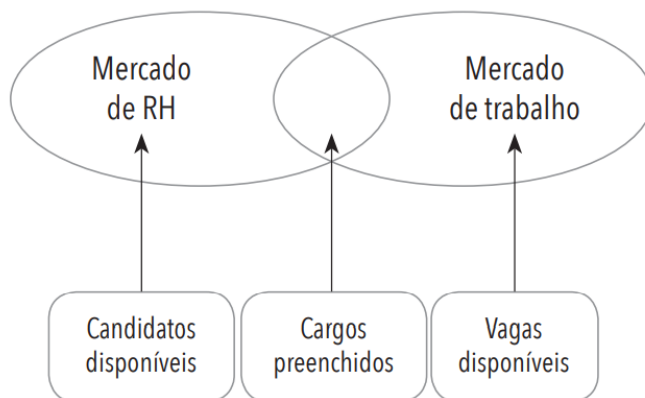 Mercado
de RH
Mercado
de trabalho
Candidatos
disponíveis
Cargos
preenchidos
Vagas
disponíveis